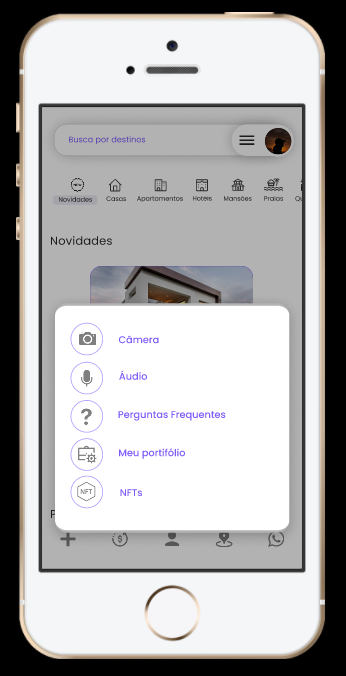 Busca por destinos
Novidades Casas Apartamentos Hotéis Mansões Praias
Novidades
Câmera
Áudio
Perguntas Frequentes
Meu portifólio
NFT NFTs